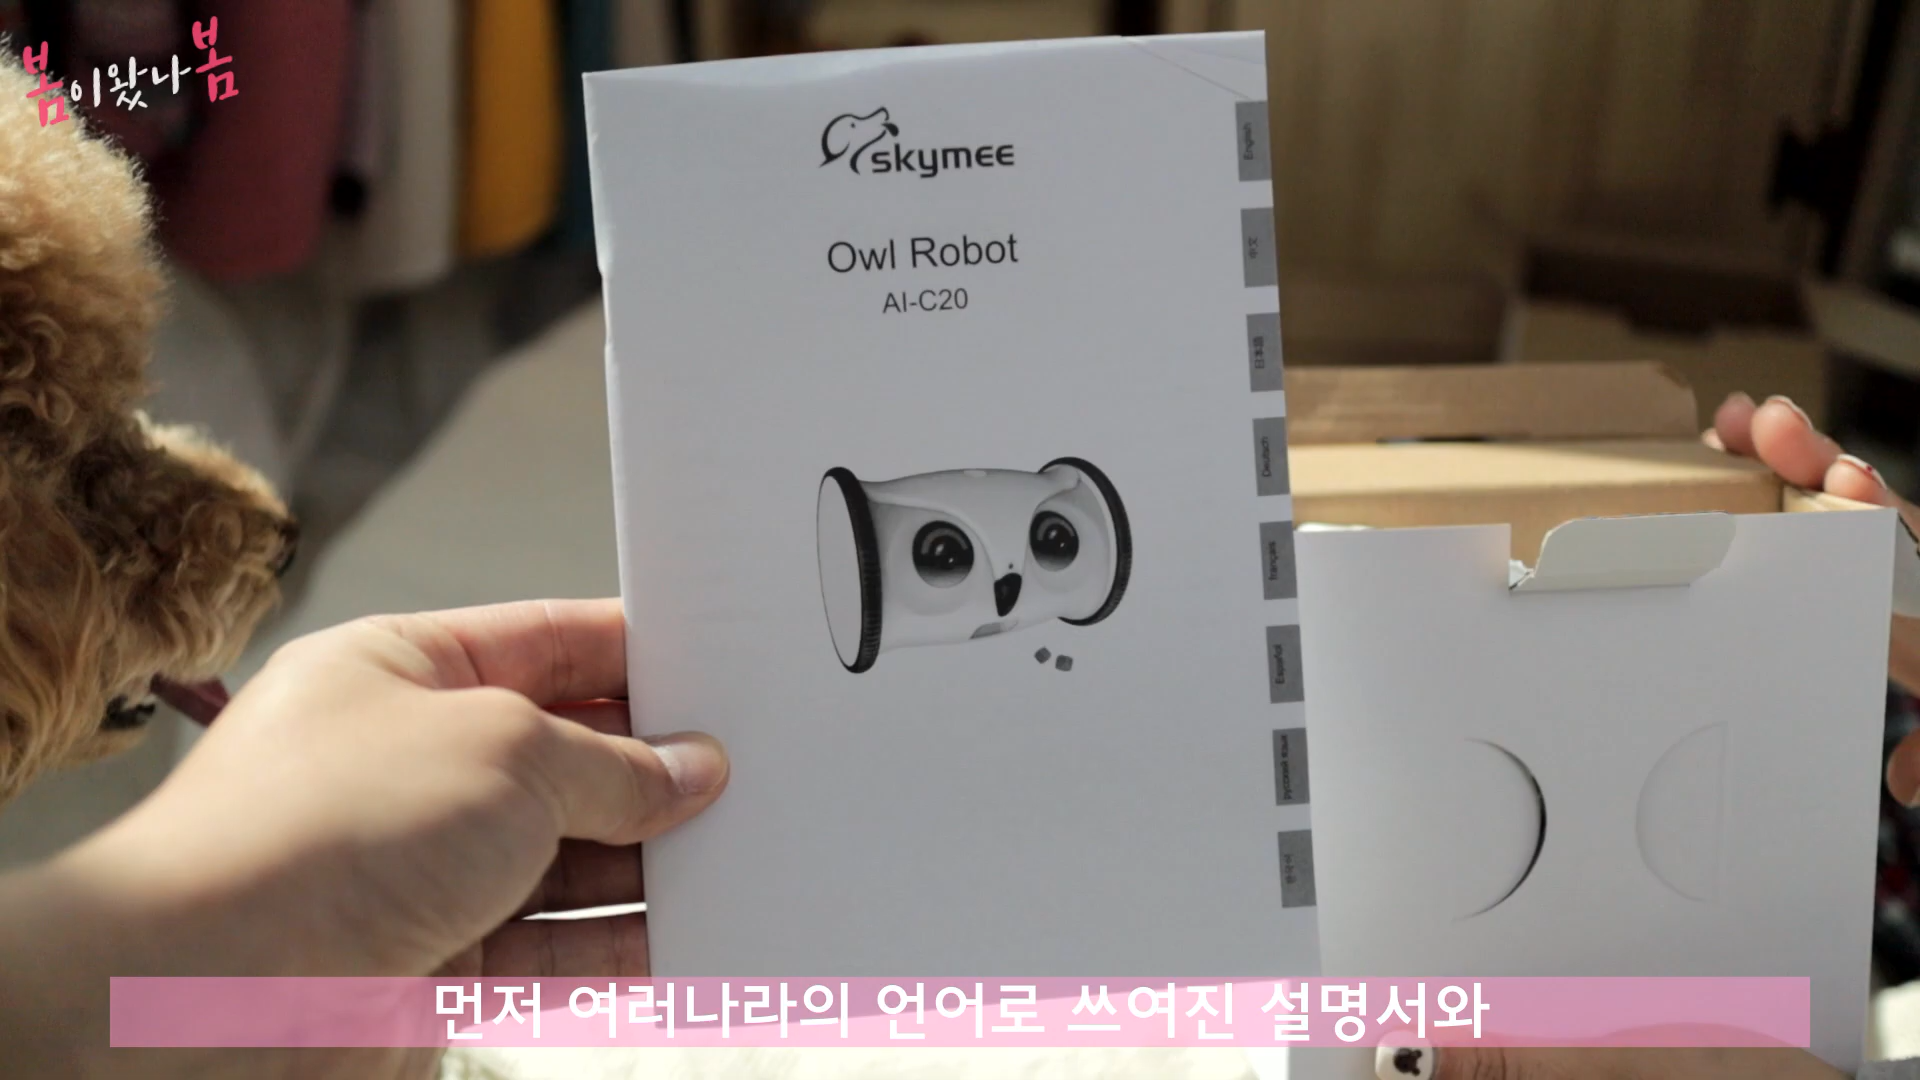 봄이왔나봄
skymee
Owl Robot
AI-C20
English
中文
日本語
Deutsch
français
Español
русский язык
한국어
먼저 여러나라의 언어로 쓰여진 설명서와